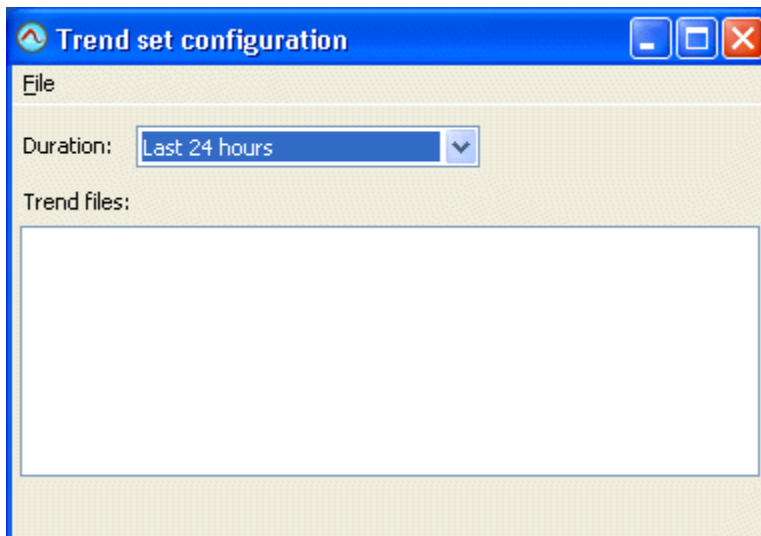 Trend set configuration
File
Duration: Last 24 hours
Trend files: